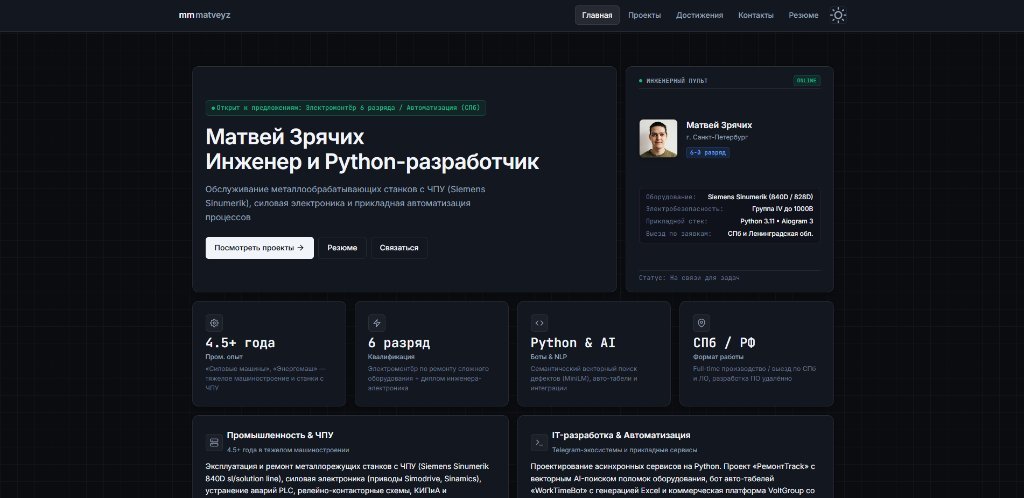 mm matveyz
Главная
Проекты
Достижения
Контакты
Резюме
Открыт к предложениям: Электромонтёр 6 разряда / Автоматизация (СПб)
Матвей Зрячих
Инженер и Python-разработчик
Обслуживание металлообрабатывающих станков с ЧПУ (Siemens
Sinumerik), силовая электроника и прикладная автоматизация
процессов
Посмотреть проекты →
Резюме
Связаться
ИНЖЕНЕРНЫЙ ПУЛЬТ
ONLINE
Матвей Зрячих
г. Санкт-Петербург
разряд
Оборудование: Siemens Sinumerik (840D / 828D)
Электробезопасность: Группа IV до 1000В
Прикладной стек: Python 3.11 • Aiogram 3
Выезд по заявкам: СПб и Ленинградская обл.
Статус: На связи для задач
4.5+ года
Пром. опыт
«Силовые машины», «Энергомаш» —
тяжелое машиностроение и станки с
ЧПУ
6 разряд
Квалификация
Электромонтёр по ремонту сложного
оборудования + диплом инженера-
электроника
Python & AI
Боты & NLP
Семантический векторный поиск
дефектов (MiniLM), авто-табели и
интеграции
СПб / РФ
Формат работы
Full-time производство / выезд по СПб
и ЛО, разработка ПО удалённо
Промышленность & ЧПУ
4.5+ года в тяжелом машиностроении
Эксплуатация и ремонт металлорежущих станков с ЧПУ (Siemens Sinumerik
840D sl/solution line), силовая электроника (приводы Simodrive, Sinamics),
устранение аварий PLC, релейно-контакторные схемы, КИПиА и
IT-разработка & Автоматизация
Telegram-экосистемы и прикладные сервисы
Проектирование асинхронных сервисов на Python. Проект «РемонтTrack» с
векторным AI-поиском поломок оборудования, бот авто-табелей
«WorkTimeBot» с генерацией Excel и коммерческая платформа VoltGroup со